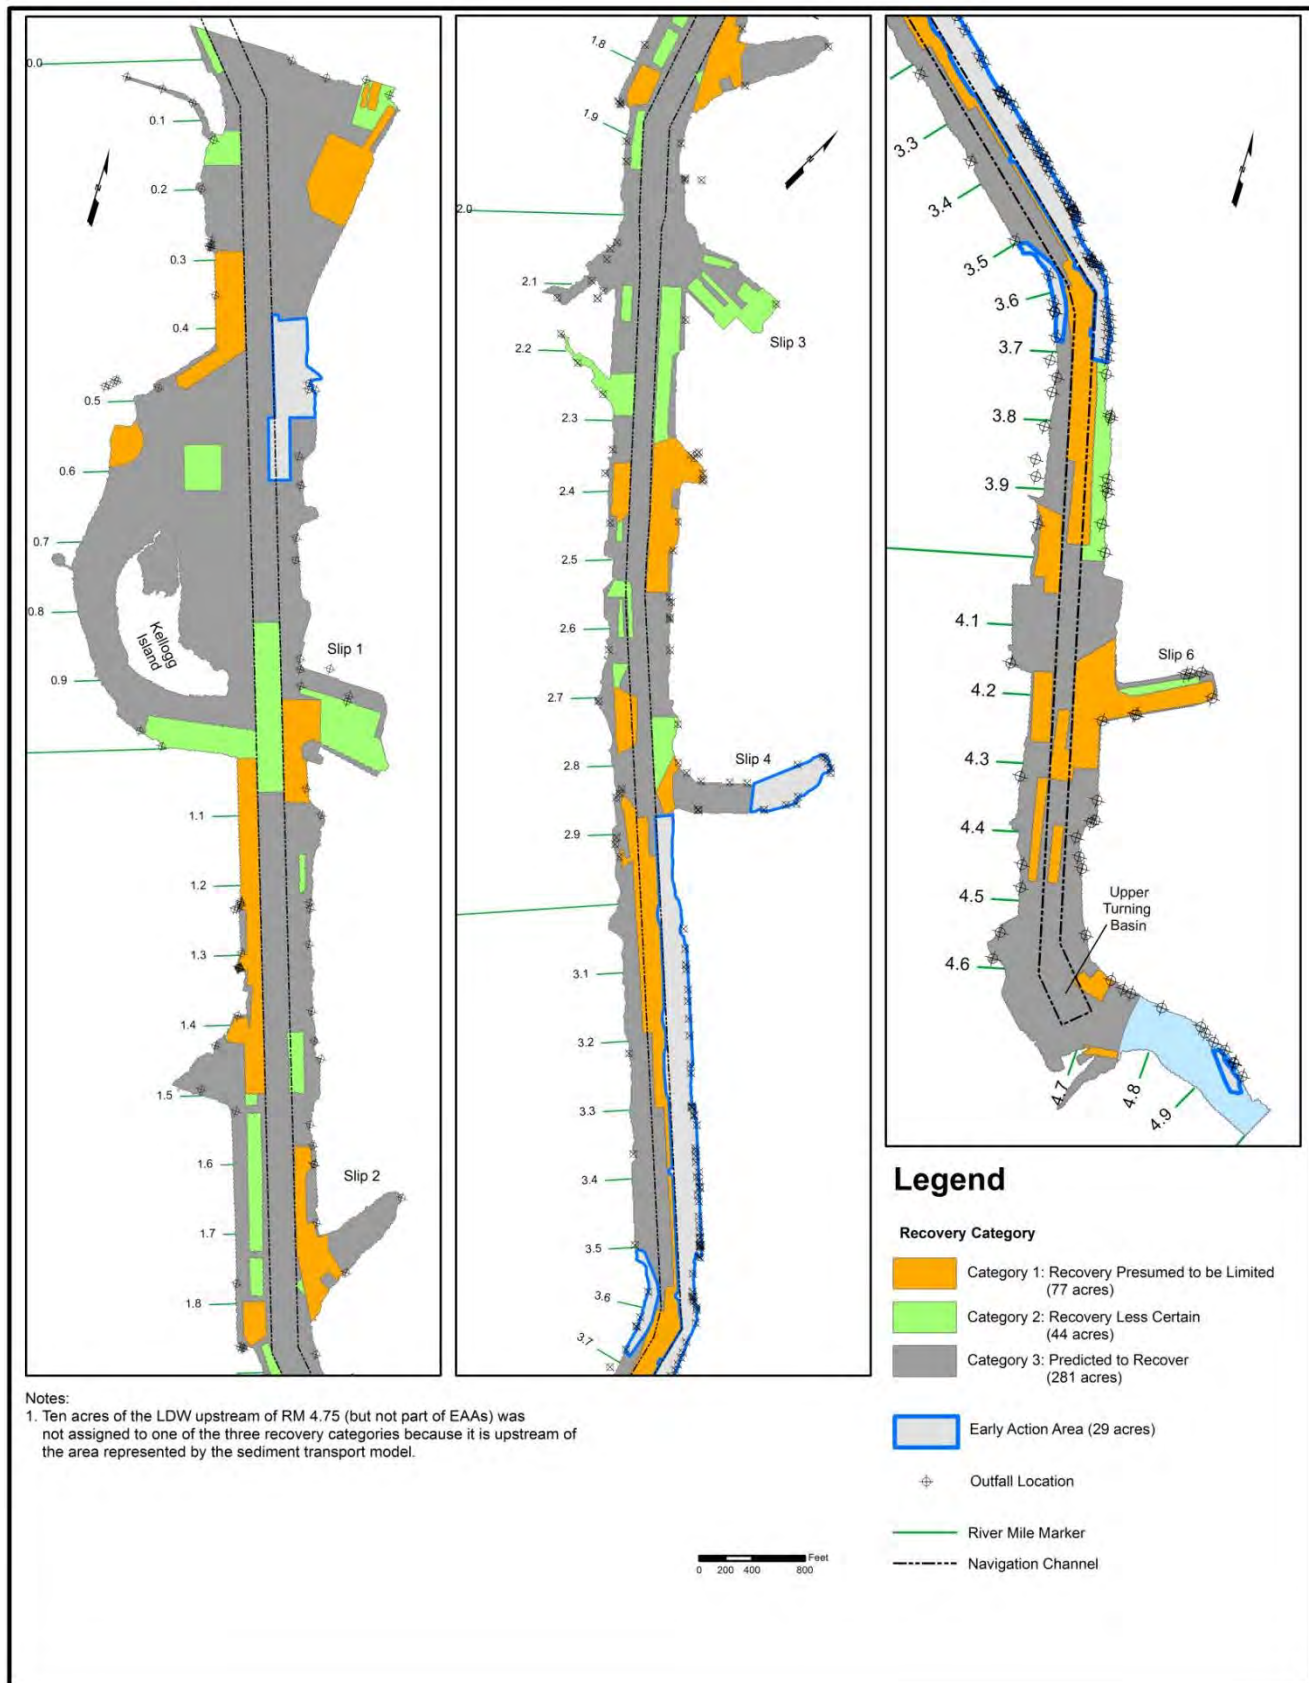 0.0
0.1
0.2
0.3
0.4
0.5
0.6
0.7
0.8
0.9
Kellogg
Island
Slip 1
1.1
1.2
1.3
1.4
1.5
1.6
1.7
1.8
Slip 2
1.8
1.9
2.0
2.1
2.2
Slip 3
2.3
2.4
2.5
2.6
2.7
2.8
Slip 4
2.9
3.1
3.2
3.3
3.4
3.5
3.6
3.7
3.3
3.4
3.5
3.6
3.7
3.8
3.9
4.1
Slip 6
4.2
4.3
4.4
4.5
Upper
Turning
Basin
4.6
4.7
4.8
4.9
Legend
Recovery Category
Category 1: Recovery Presumed to be Limited
(77 acres)
Category 2: Recovery Less Certain
(44 acres)
Category 3: Predicted to Recover
(281 acres)
Early Action Area (29 acres)
Outfall Location
River Mile Marker
Navigation Channel
Notes:
1. Ten acres of the LDW upstream of RM 4.75 (but not part of EAAs) was
not assigned to one of the three recovery categories because it is upstream of
the area represented by the sediment transport model.
Feet
0 200 400 800